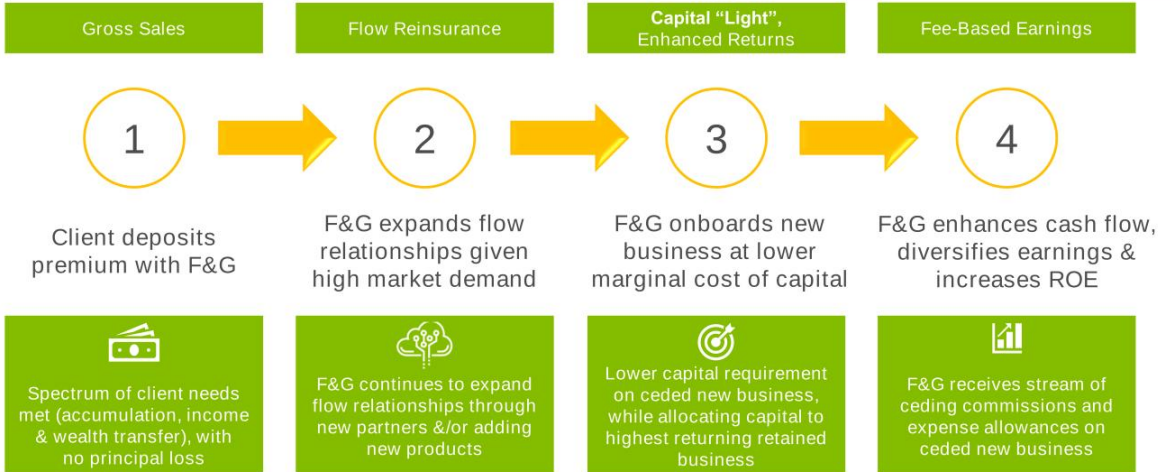 Gross Sales
Flow Reinsurance
Capital “Light”,
Enhanced Returns
Fee-Based Earnings
1
2
3
4
Client deposits
premium with F&G
F&G expands flow
relationships given
high market demand
F&G onboards new
business at lower
marginal cost of capital
F&G enhances cash flow,
diversifies earnings &
increases ROE
Spectrum of client needs
met (accumulation, income
& wealth transfer), with
no principal loss
F&G continues to expand
flow relationships through
new partners &/or adding
new products
Lower capital requirement
on ceded new business,
while allocating capital to
highest returning retained
business
F&G receives stream of
ceding commissions and
expense allowances on
ceded new business